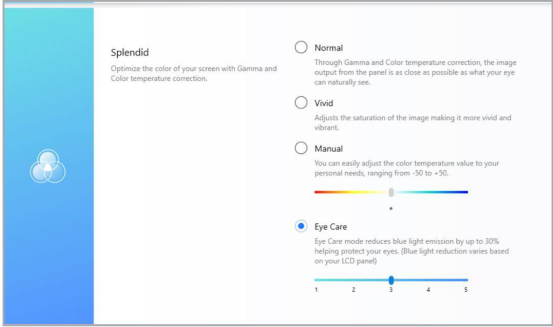 Splendid
Optimize the color of your screen with Gamma and
Color temperature correction.
Normal
Through Gamma and Color temperature correction, the image
output from the panel is as close as possible as what your eye
can naturally see.
Vivid
Adjusts the saturation of the image making it more vivid and
vibrant.
Manual
You can easily adjust the color temperature value to your
personal needs, ranging from -50 to +50.
Eye Care
Eye Care mode reduces blue light emission by up to 30%
helping protect your eyes. (Blue light reduction varies based
on your LCD panel)
1 2 3 4 5